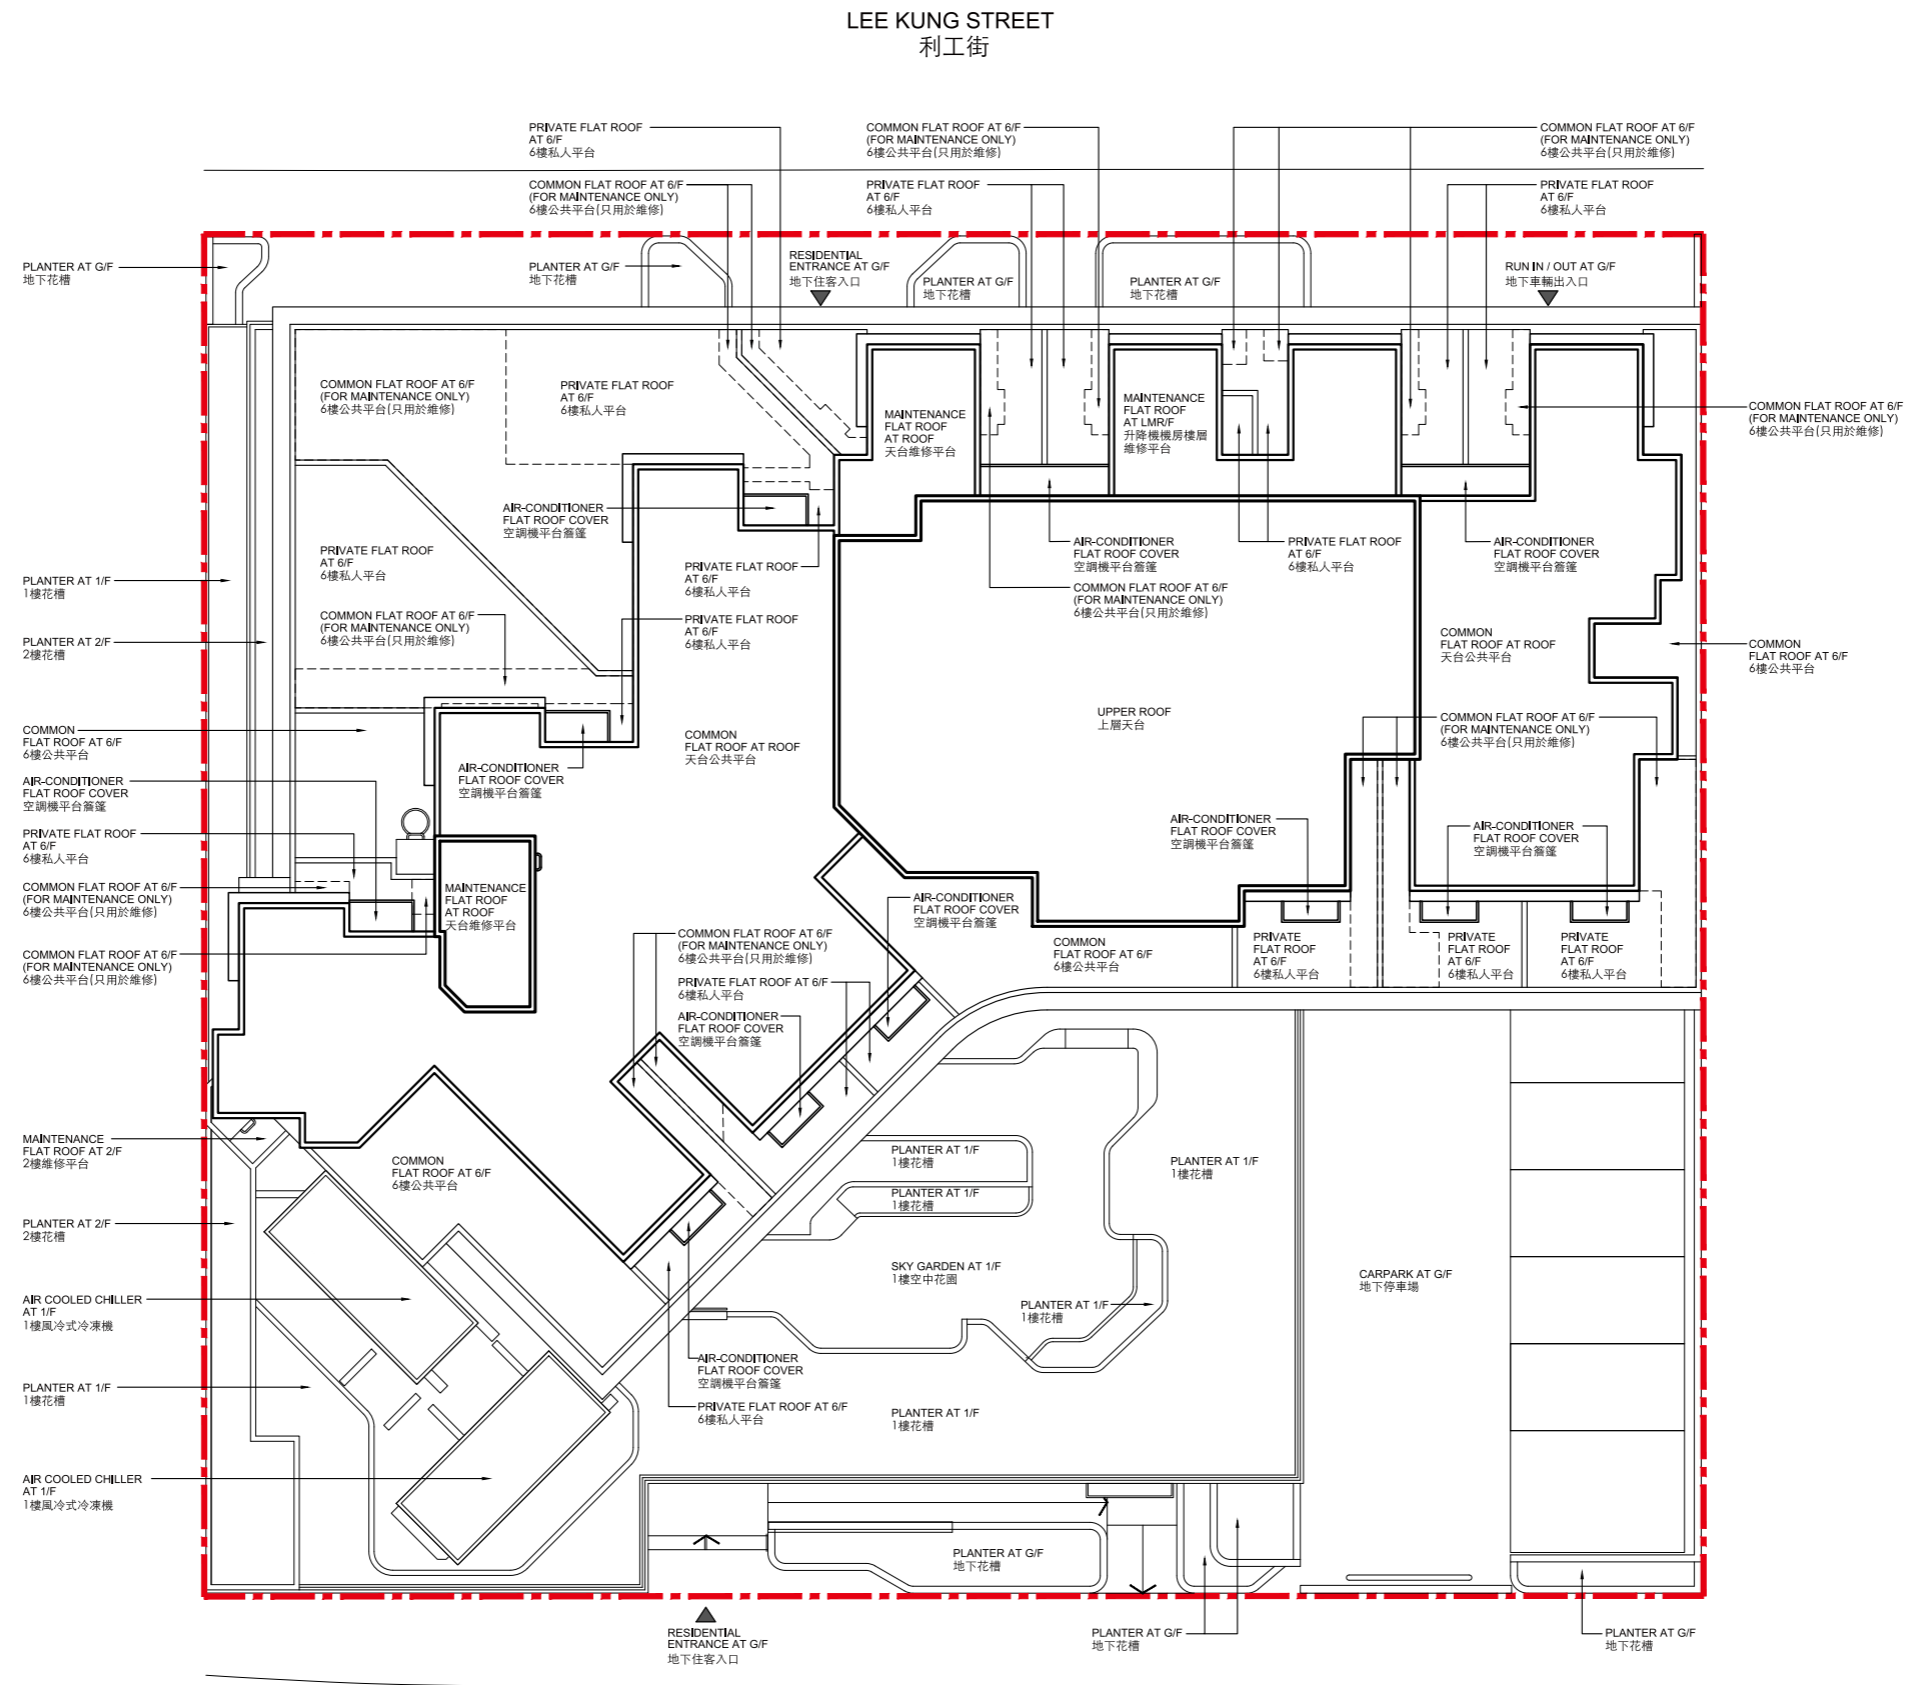 LEE KUNG STREET
利工街
PRIVATE FLAT ROOF
AT 6/F
6樓私人平台
COMMON FLAT ROOF AT 6/F
(FOR MAINTENANCE ONLY)
6樓公共平台(只用於維修)
COMMON FLAT ROOF AT 6/F
(FOR MAINTENANCE ONLY)
6樓公共平台(只用於維修)
COMMON FLAT ROOF AT 6/F
(FOR MAINTENANCE ONLY)
6樓公共平台(只用於維修)
PRIVATE FLAT ROOF
AT 6/F
6樓私人平台
PRIVATE FLAT ROOF
AT 6/F
6樓私人平台
PLANTER AT G/F
地下花槽
PLANTER AT G/F
地下花槽
RESIDENTIAL
ENTRANCE AT G/F
地下住客入口
PLANTER AT G/F
地下花槽
PLANTER AT G/F
地下花槽
RUN IN / OUT AT G/F
地下車輛出入口
COMMON FLAT ROOF AT 6/F
(FOR MAINTENANCE ONLY)
6樓公共平台(只用於維修)
PRIVATE FLAT ROOF
AT 6/F
6樓私人平台
MAINTENANCE
FLAT ROOF
AT ROOF
天台維修平台
MAINTENANCE
FLAT ROOF
AT LMR/F
升降機機房樓層
維修平台
COMMON FLAT ROOF AT 6/F
(FOR MAINTENANCE ONLY)
6樓公共平台(只用於維修)
AIR-CONDITIONER
FLAT ROOF COVER
空調機平台簷篷
PRIVATE FLAT ROOF
AT 6/F
6樓私人平台
PRIVATE FLAT ROOF
AT 6/F
6樓私人平台
AIR-CONDITIONER
FLAT ROOF COVER
空調機平台簷篷
PRIVATE FLAT ROOF
AT 6/F
6樓私人平台
AIR-CONDITIONER
FLAT ROOF COVER
空調機平台簷篷
COMMON FLAT ROOF AT 6/F
(FOR MAINTENANCE ONLY)
6樓公共平台(只用於維修)
PLANTER AT 1/F
1樓花槽
COMMON FLAT ROOF AT 6/F
(FOR MAINTENANCE ONLY)
6樓公共平台(只用於維修)
PRIVATE FLAT ROOF
AT 6/F
6樓私人平台
PLANTER AT 2/F
2樓花槽
COMMON
FLAT ROOF AT ROOF
天台公共平台
COMMON
FLAT ROOF AT 6/F
6樓公共平台
UPPER ROOF
上層天台
COMMON FLAT ROOF AT 6/F
(FOR MAINTENANCE ONLY)
6樓公共平台(只用於維修)
COMMON
FLAT ROOF AT 6/F
6樓公共平台
COMMON
FLAT ROOF AT ROOF
天台公共平台
AIR-CONDITIONER
FLAT ROOF COVER
空調機平台簷篷
AIR-CONDITIONER
FLAT ROOF COVER
空調機平台簷篷
AIR-CONDITIONER
FLAT ROOF COVER
空調機平台簷篷
AIR-CONDITIONER
FLAT ROOF COVER
空調機平台簷篷
PRIVATE FLAT ROOF
AT 6/F
6樓私人平台
COMMON FLAT ROOF AT 6/F
(FOR MAINTENANCE ONLY)
6樓公共平台(只用於維修)
MAINTENANCE
FLAT ROOF
AT ROOF
天台維修平台
AIR-CONDITIONER
FLAT ROOF COVER
空調機平台簷篷
COMMON FLAT ROOF AT 6/F
(FOR MAINTENANCE ONLY)
6樓公共平台(只用於維修)
COMMON FLAT ROOF AT 6/F
(FOR MAINTENANCE ONLY)
6樓公共平台(只用於維修)
COMMON
FLAT ROOF AT 6/F
6樓公共平台
PRIVATE
FLAT ROOF
AT 6/F
6樓私人平台
PRIVATE
FLAT ROOF
AT 6/F
6樓私人平台
PRIVATE
FLAT ROOF
AT 6/F
6樓私人平台
PRIVATE FLAT ROOF AT 6/F
6樓私人平台
AIR-CONDITIONER
FLAT ROOF COVER
空調機平台簷篷
MAINTENANCE
FLAT ROOF AT 2/F
2樓維修平台
COMMON
FLAT ROOF AT 6/F
6樓公共平台
PLANTER AT 1/F
1樓花槽
PLANTER AT 1/F
1樓花槽
PLANTER AT 1/F
1樓花槽
PLANTER AT 2/F
2樓花槽
SKY GARDEN AT 1/F
1樓空中花園
CARPARK AT G/F
地下停車場
AIR COOLED CHILLER
AT 1/F
1樓風冷式冷凍機
PLANTER AT 1/F
1樓花槽
AIR-CONDITIONER
FLAT ROOF COVER
空調機平台簷篷
PLANTER AT 1/F
1樓花槽
PRIVATE FLAT ROOF AT 6/F
6樓私人平台
PLANTER AT 1/F
1樓花槽
AIR COOLED CHILLER
AT 1/F
1樓風冷式冷凍機
PLANTER AT G/F
地下花槽
RESIDENTIAL
ENTRANCE AT G/F
地下住客入口
PLANTER AT G/F
地下花槽
PLANTER AT G/F
地下花槽